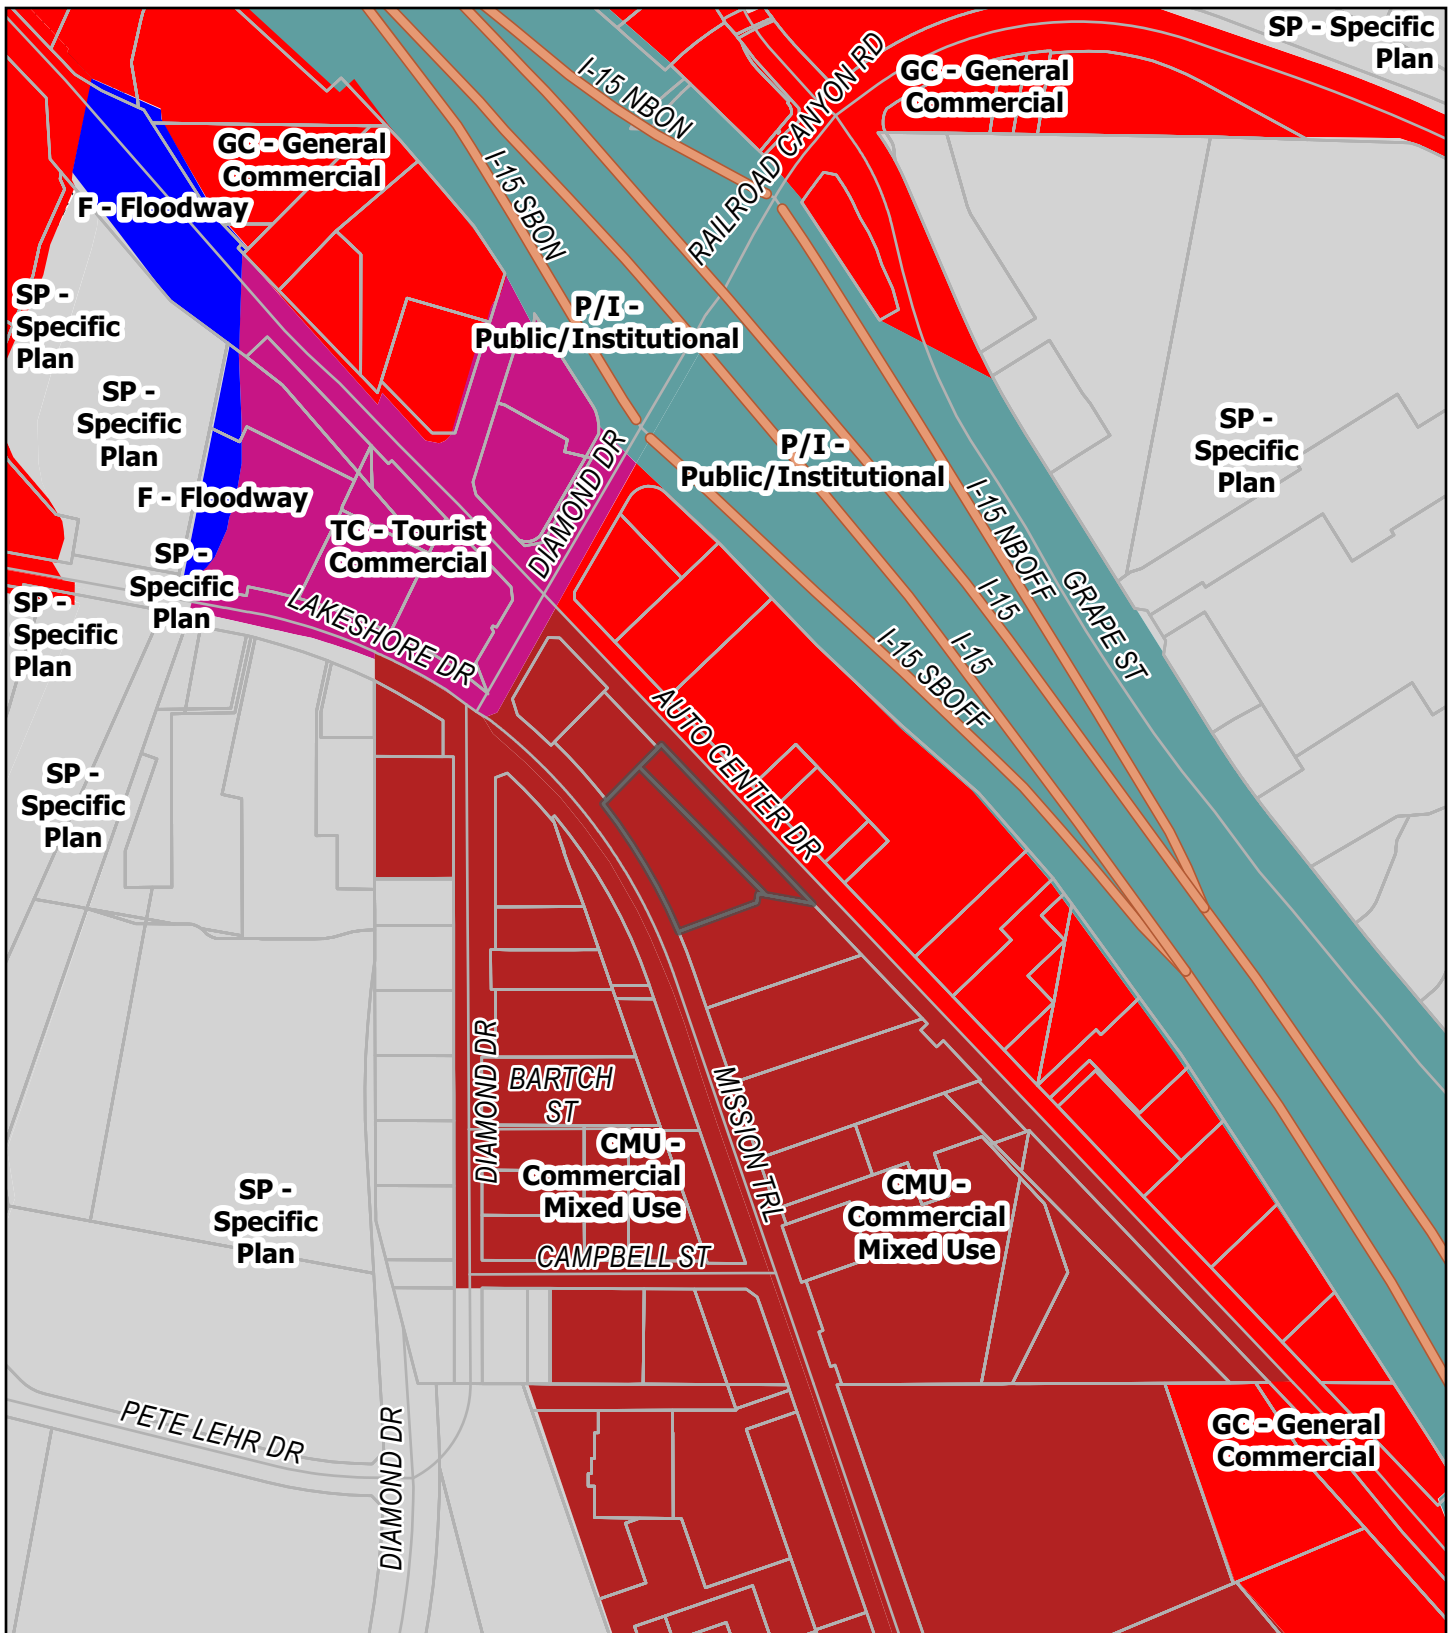 SP - Specific
Plan
GC - General
Commercial
I-15 NBON
RAILROAD CANYON RD
GC - General
Commercial
I-15 SBON
F - Floodway
SP -
Specific
Plan
P/I -
Public/Institutional
SP -
Specific
Plan
SP -
Specific
Plan
P/I -
Public/Institutional
DIAMOND DR
F - Floodway
TC - Tourist
Commercial
I-15 NBOFF
SP -
Specific
Plan
I-15
GRAPE ST
SP -
Specific
Plan
LAKESHORE DR
I-15
I-15 SBOFF
AUTO CENTER DR
SP -
Specific
Plan
DIAMOND DR
BARTCH
ST
MISSION TRL
CMU -
Commercial
Mixed Use
CMU -
Commercial
Mixed Use
SP -
Specific
Plan
CAMPBELL ST
PETE LEHR DR
DIAMOND DR
GC - General
Commercial